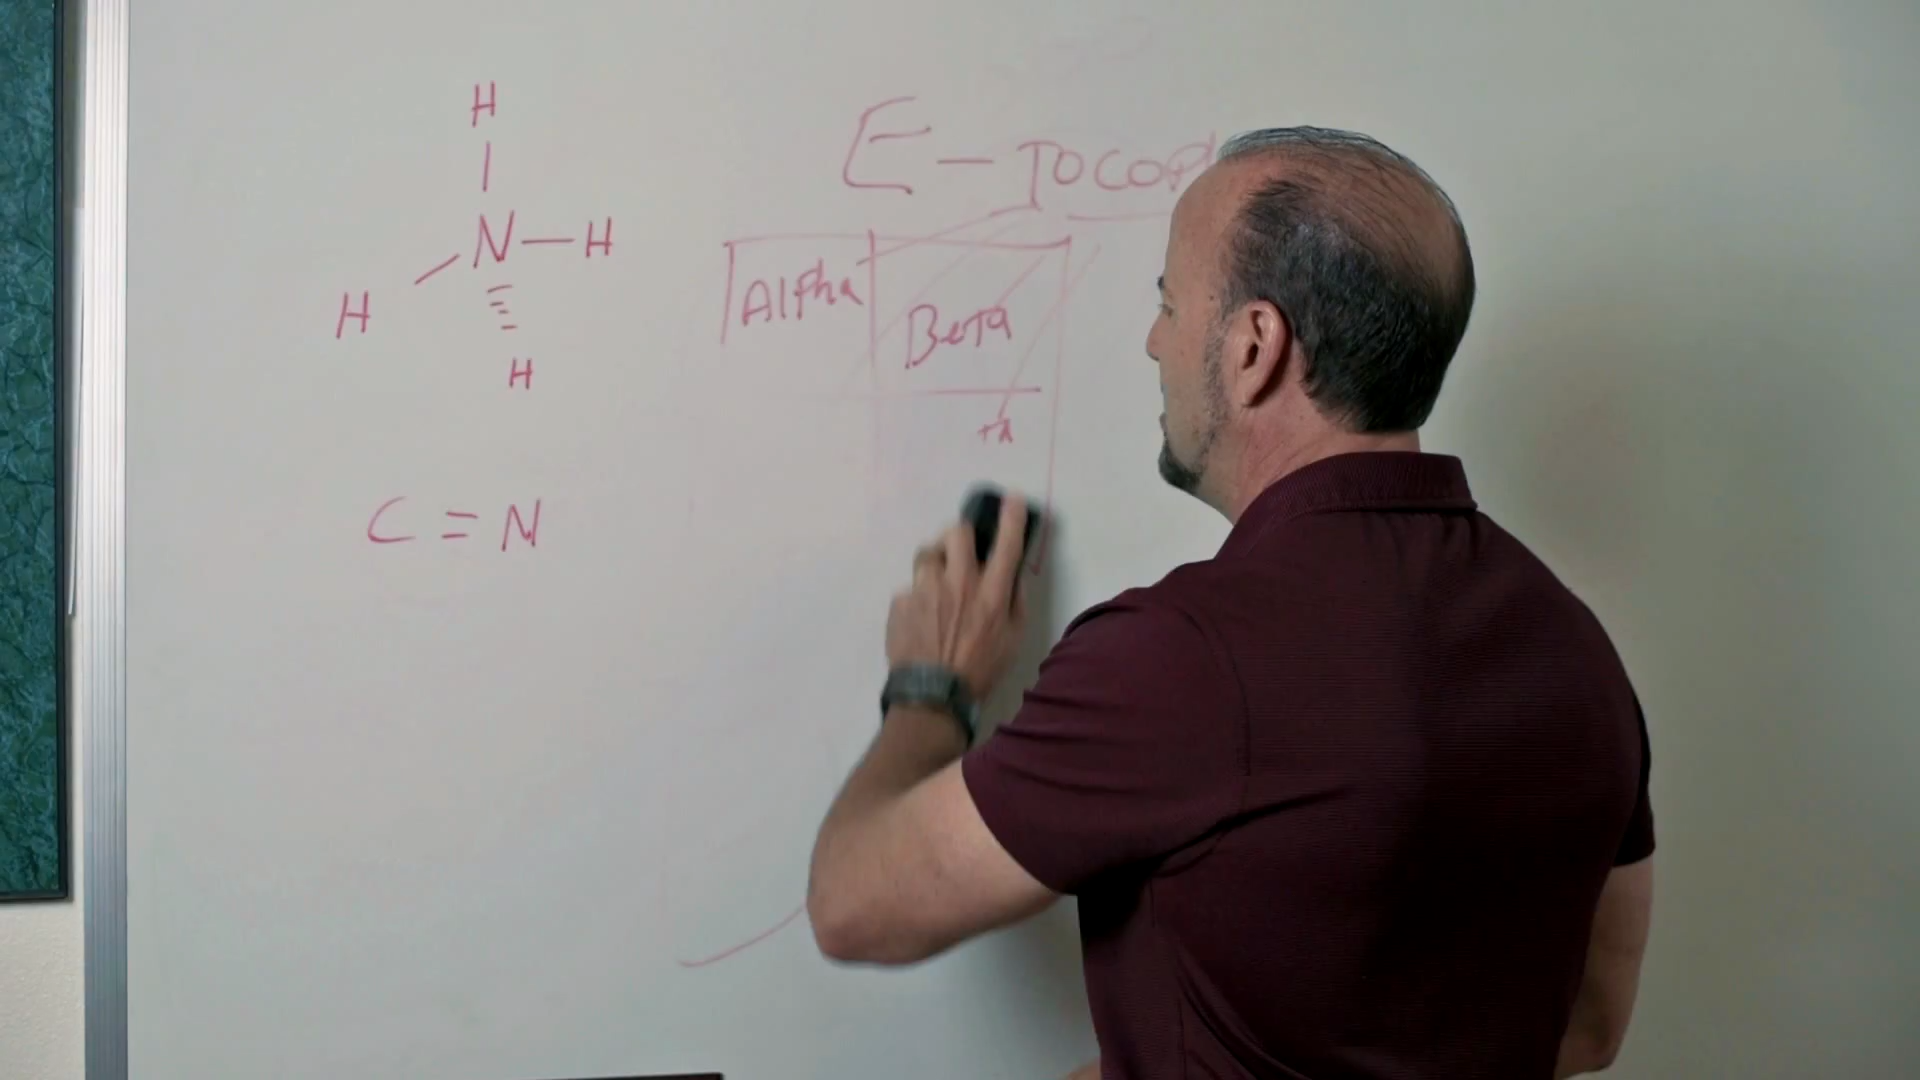 H
E - TOCOP
N - H
H
H
Alpha
Beta
C = N